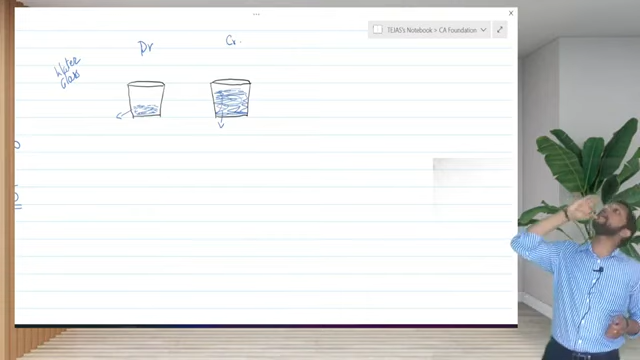 TEJAS's Notebook > CA Foundation
Dr
Cr.
Water
Glass